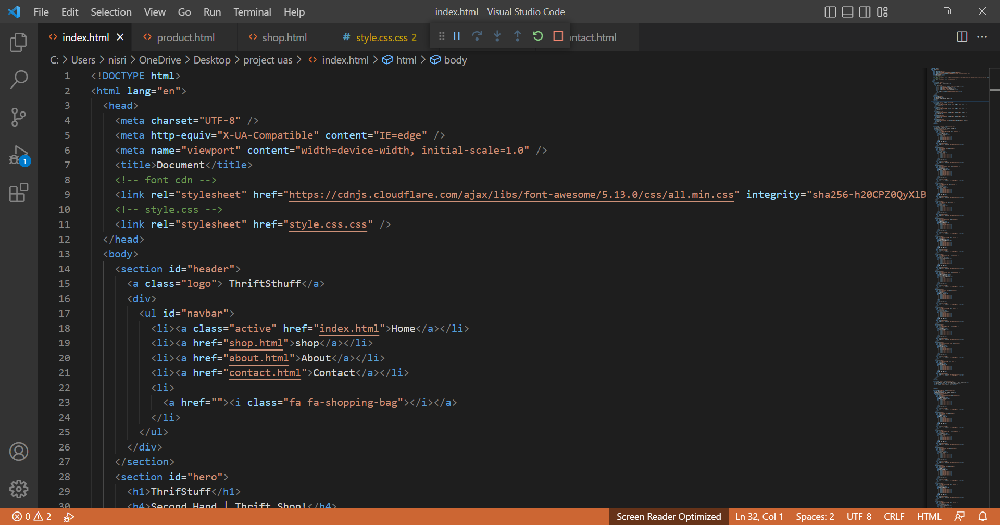 File Edit Selection View Go Run Terminal Help index.html - Visual Studio Code
index.html product.html shop.html # style.css.css 2 ontact.html
C: > Users > nisri > OneDrive > Desktop > project uas > index.html > html > body
1 <!DOCTYPE html>
2 <html lang="en">
3 <head>
4 <meta charset="UTF-8" />
5 <meta http-equiv="X-UA-Compatible" content="IE=edge" />
6 <meta name="viewport" content="width=device-width, initial-scale=1.0" />
7 <title>Document</title>
8 <!-- font cdn -->
9 <link rel="stylesheet" href="https://cdnjs.cloudflare.com/ajax/libs/font-awesome/5.13.0/css/all.min.css" integrity="sha256-h20CPZ0QyXlB
10 <!-- style.css -->
11 <link rel="stylesheet" href="style.css.css" />
12 </head>
13 <body>
14 <section id="header">
15 <a class="logo"> ThriftSthuff</a>
16 <div>
17 <ul id="navbar">
18 <li><a class="active" href="index.html">Home</a></li>
19 <li><a href="shop.html">shop</a></li>
20 <li><a href="about.html">About</a></li>
21 <li><a href="contact.html">Contact</a></li>
22 <li>
23 <a href=""><i class="fa fa-shopping-bag"></i></a>
24 </li>
25 </ul>
26 </div>
27 </section>
28 <section id="hero">
29 <h1>ThrifStuff</h1>
30 <h4>Second Hand | Thrift Shop!</h4>
1
0 2 Screen Reader Optimized Ln 32, Col 1 Spaces: 2 UTF-8 CRLF HTML